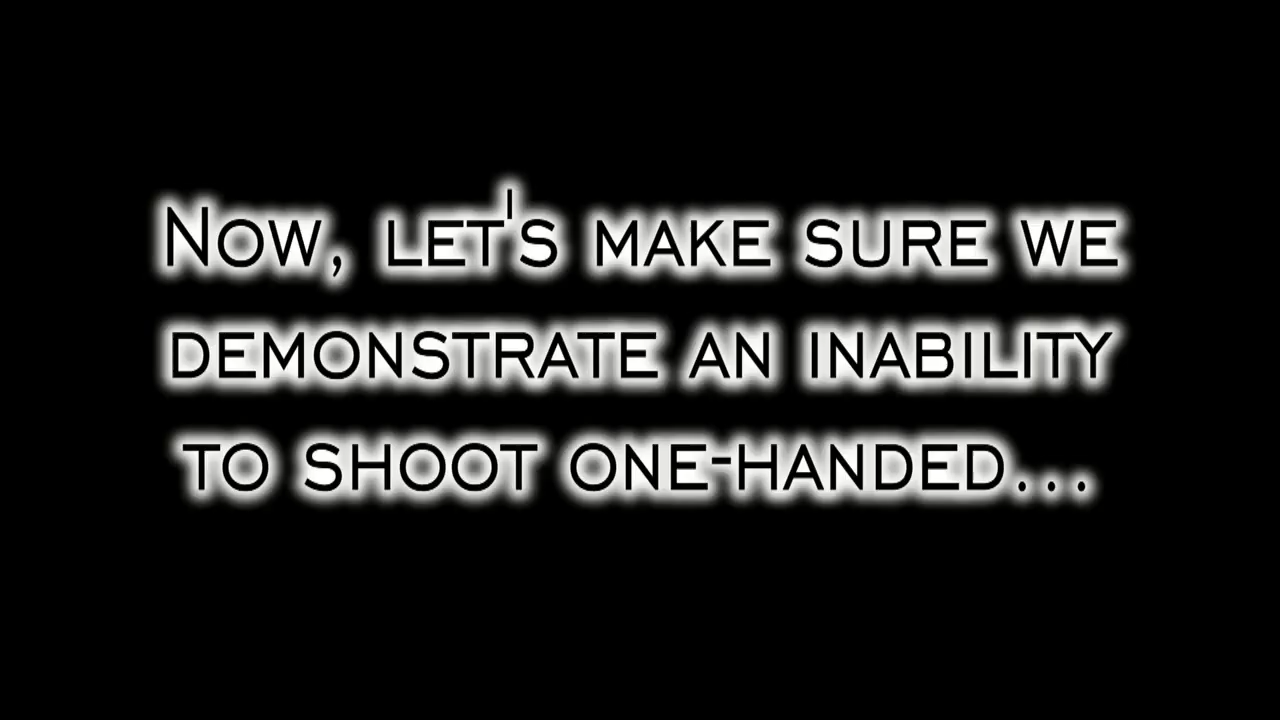 Now, let's make sure we
demonstrate an inability
to shoot one-handed...